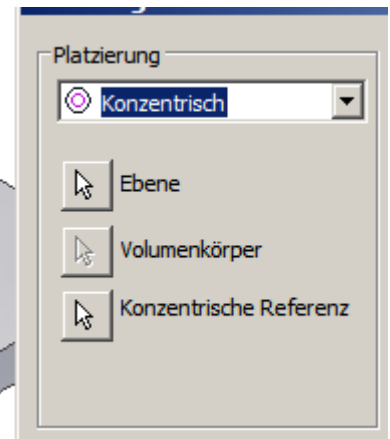 Platzierung
Konzentrisch
Ebene
Volumenkörper
Konzentrische Referenz